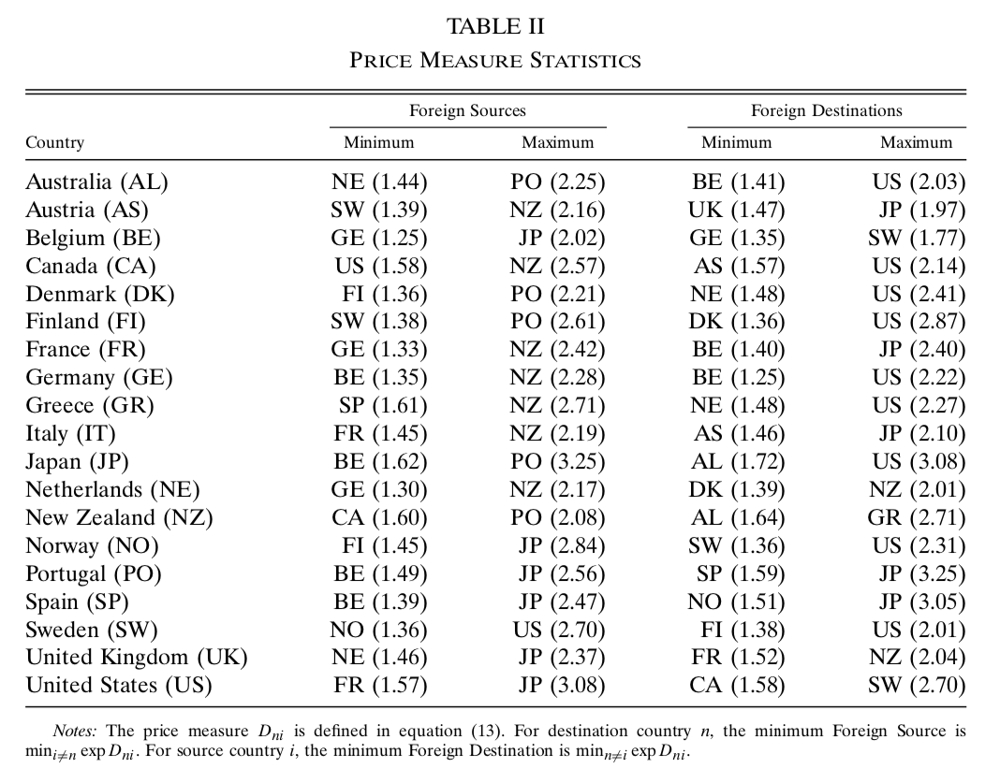 TABLE II
PRICE MEASURE STATISTICS
Foreign Sources Foreign Destinations
Country Minimum Maximum Minimum Maximum
Australia (AL) NE (1.44) PO (2.25) BE (1.41) US (2.03)
Austria (AS) SW (1.39) NZ (2.16) UK (1.47) JP (1.97)
Belgium (BE) GE (1.25) JP (2.02) GE (1.35) SW (1.77)
Canada (CA) US (1.58) NZ (2.57) AS (1.57) US (2.14)
Denmark (DK) FI (1.36) PO (2.21) NE (1.48) US (2.41)
Finland (FI) SW (1.38) PO (2.61) DK (1.36) US (2.87)
France (FR) GE (1.33) NZ (2.42) BE (1.40) JP (2.40)
Germany (GE) BE (1.35) NZ (2.28) BE (1.25) US (2.22)
Greece (GR) SP (1.61) NZ (2.71) NE (1.48) US (2.27)
Italy (IT) FR (1.45) NZ (2.19) AS (1.46) JP (2.10)
Japan (JP) BE (1.62) PO (3.25) AL (1.72) US (3.08)
Netherlands (NE) GE (1.30) NZ (2.17) DK (1.39) NZ (2.01)
New Zealand (NZ) CA (1.60) PO (2.08) AL (1.64) GR (2.71)
Norway (NO) FI (1.45) JP (2.84) SW (1.36) US (2.31)
Portugal (PO) BE (1.49) JP (2.56) SP (1.59) JP (3.25)
Spain (SP) BE (1.39) JP (2.47) NO (1.51) JP (3.05)
Sweden (SW) NO (1.36) US (2.70) FI (1.38) US (2.01)
United Kingdom (UK) NE (1.46) JP (2.37) FR (1.52) NZ (2.04)
United States (US) FR (1.57) JP (3.08) CA (1.58) SW (2.70)
Notes: The price measure Dni is defined in equation (13). For destination country n, the minimum Foreign Source is
min i≠n exp Dni. For source country i, the minimum Foreign Destination is min n≠i exp Dni.